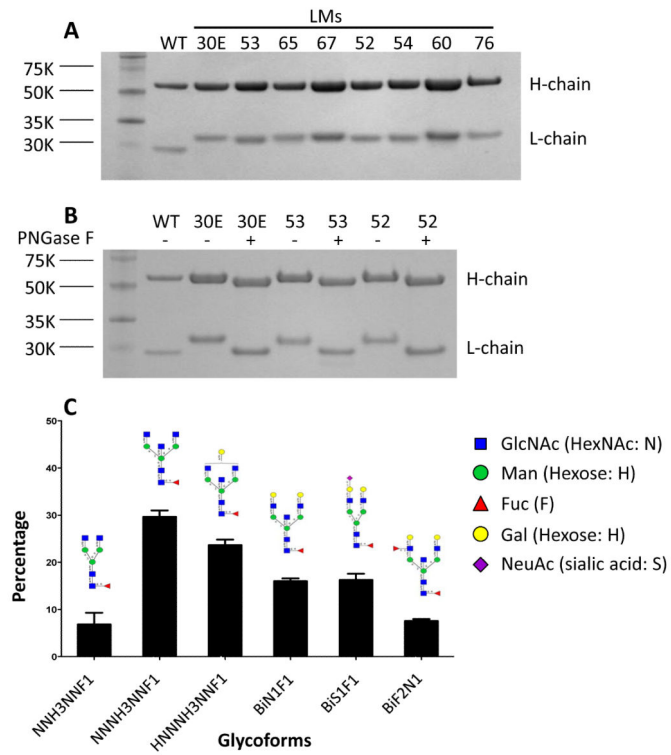 LMs
A
WT 30E 53 65 67 52 54 60 76
75K
50K
35K
30K
H-chain
L-chain
B
WT 30E 30E 53 53 52 52
PNGase F - - + - + - +
75K
50K
35K
30K
H-chain
L-chain
C
50
40
30
20
10
0
Percentage
NNH3NNF1
NNNH3NNF1
HNNNH3NNF1
BiN1F1
BiS1F1
BiF2N1
Glycoforms
GlcNAc (HexNAc: N)
Man (Hexose: H)
Fuc (F)
Gal (Hexose: H)
NeuAc (sialic acid: S)